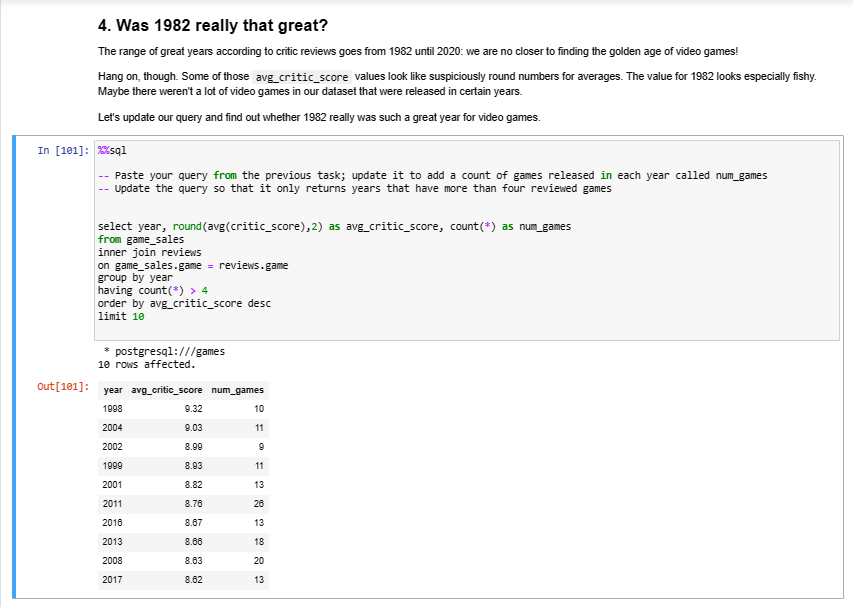 4. Was 1982 really that great?
The range of great years according to critic reviews goes from 1982 until 2020: we are no closer to finding the golden age of video games!
Hang on, though. Some of those avg_critic_score values look like suspiciously round numbers for averages. The value for 1982 looks especially fishy.
Maybe there weren't a lot of video games in our dataset that were released in certain years.
Let's update our query and find out whether 1982 really was such a great year for video games.
In [101]: %%sql
-- Paste your query from the previous task; update it to add a count of games released in each year called num_games
-- Update the query so that it only returns years that have more than four reviewed games
select year, round(avg(critic_score),2) as avg_critic_score, count(*) as num_games
from game_sales
inner join reviews
on game_sales.game = reviews.game
group by year
having count(*) > 4
order by avg_critic_score desc
limit 10
* postgresql:///games
10 rows affected.
Out[101]: year avg_critic_score num_games
1998 9.32 10
2004 9.03 11
2002 8.99 9
1999 8.93 11
2001 8.82 13
2011 8.76 26
2016 8.67 13
2013 8.66 18
2008 8.63 20
2017 8.62 13